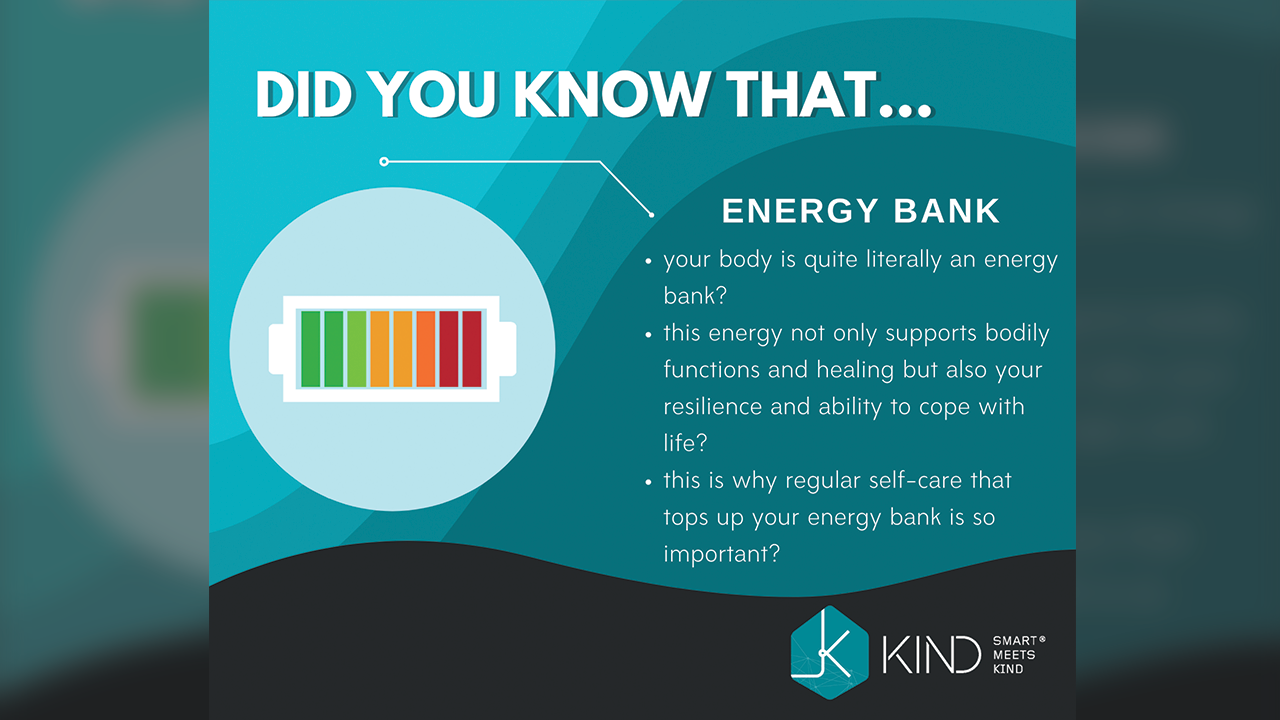 DID YOU KNOW THAT...
ENERGY BANK
• your body is quite literally an energy
bank?
• this energy not only supports bodily
functions and healing but also your
resilience and ability to cope with
life?
• this is why regular self-care that
tops up your energy bank is so
important?
KIND
SMART®
MEETS
KIND